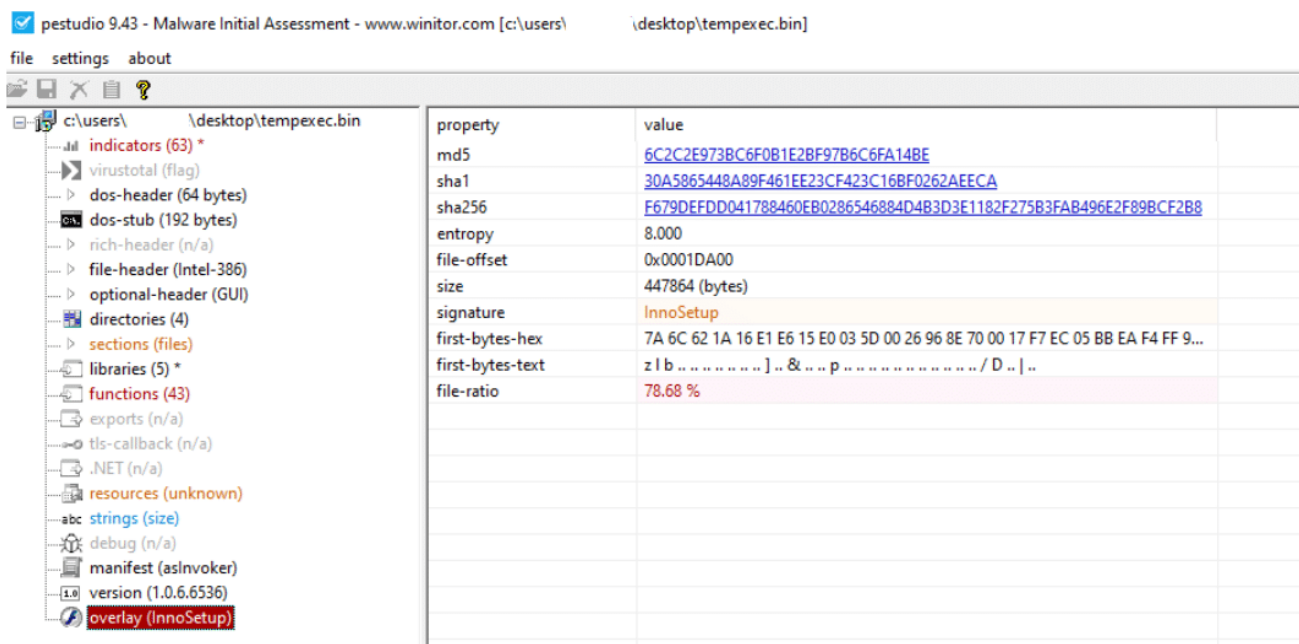 pestudio 9.43 - Malware Initial Assessment - www.winitor.com [c:\users\ \desktop\tempexec.bin]
file settings about
c:\users\ \desktop\tempexec.bin
indicators (63) *
virustotal (flag)
dos-header (64 bytes)
dos-stub (192 bytes)
rich-header (n/a)
file-header (Intel-386)
optional-header (GUI)
directories (4)
sections (files)
libraries (5) *
functions (43)
exports (n/a)
tls-callback (n/a)
.NET (n/a)
resources (unknown)
abc strings (size)
debug (n/a)
manifest (asInvoker)
1.0 version (1.0.6.6536)
overlay (InnoSetup)
property value
md5 6C2C2E973BC6F0B1E2BF97B6C6FA14BE
sha1 30A5865448A89F461EE23CF423C16BF0262AEECA
sha256 F679DEFDD041788460EB0286546884D4B3D3E1182F275B3FAB496E2F89BCF2B8
entropy 8.000
file-offset 0x0001DA00
size 447864 (bytes)
signature InnoSetup
first-bytes-hex 7A 6C 62 1A 16 E1 E6 15 E0 03 5D 00 26 96 8E 70 00 17 F7 EC 05 BB EA F4 FF 9...
first-bytes-text z l b .. .. .. .. .. .. .. ] .. & .. .. p .. .. .. .. .. .. .. .. .. .. .. / D .. | ..
file-ratio 78.68 %